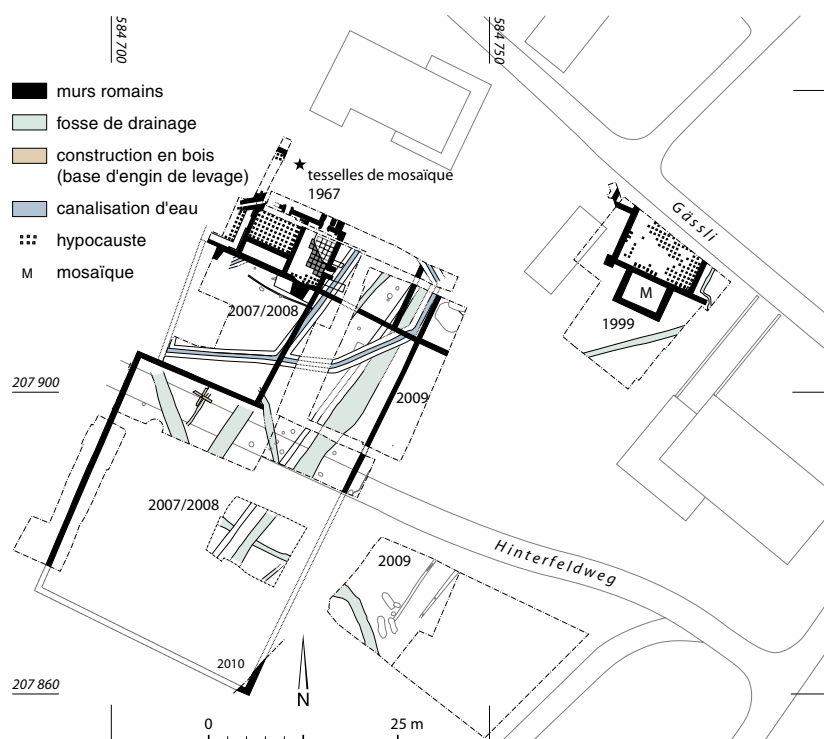 584 700
584 750
murs romains
fosse de drainage
construction en bois
(base d'engin de levage)
canalisation d'eau
hypocauste
M mosaïque
tesselles de mosaïque
1967
Gässli
M
2007/2008
1999
207 900
2009
2007/2008
Hinterfeldweg
2009
2010
207 860
N
0 25 m